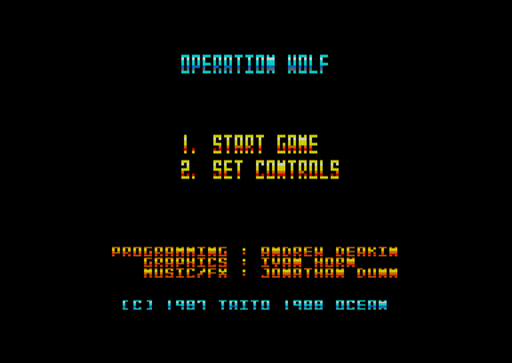 OPERATION WOLF
1. START GAME
2. SET CONTROLS
PROGRAMMING : ANDREW DEAKIN
GRAPHICS : IVAN HORN
MUSIC/FX : JONATHAN DUNN
(C) 1987 TAITO 1988 OCEAN